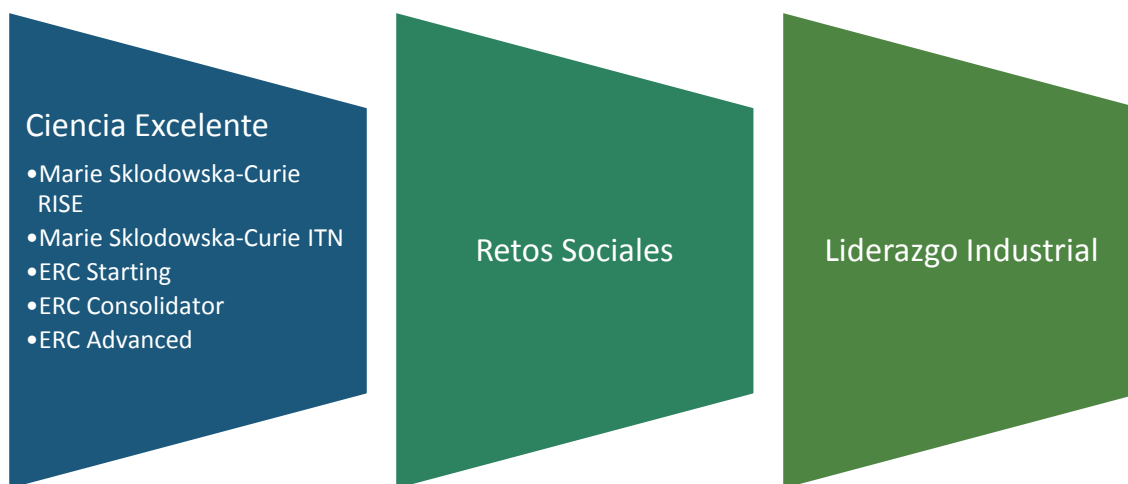 Ciencia Excelente
•Marie Sklodowska-Curie
RISE
•Marie Sklodowska-Curie ITN
•ERC Starting
•ERC Consolidator
•ERC Advanced
Retos Sociales
Liderazgo Industrial